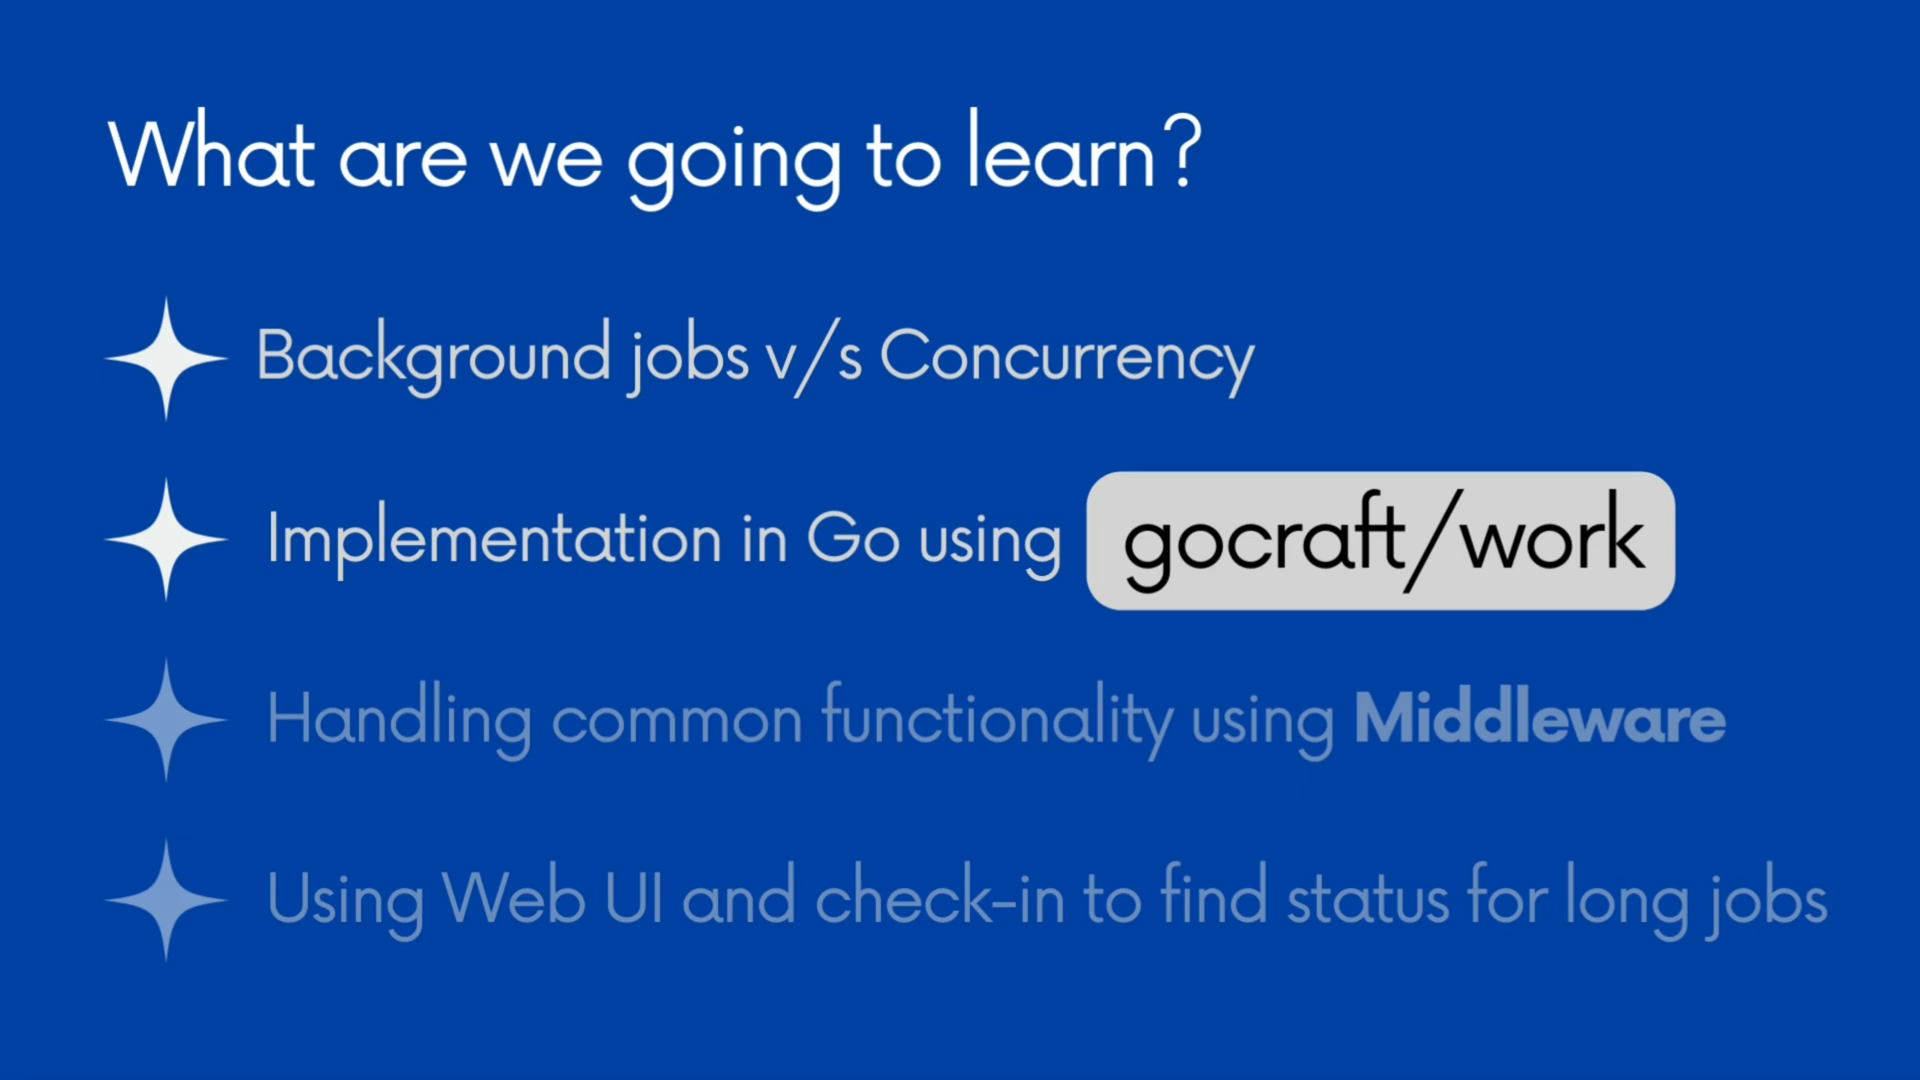 What are we going to learn?
Background jobs v/s Concurrency
Implementation in Go using gocraft/work
Handling common functionality using Middleware
Using Web UI and check-in to find status for long jobs